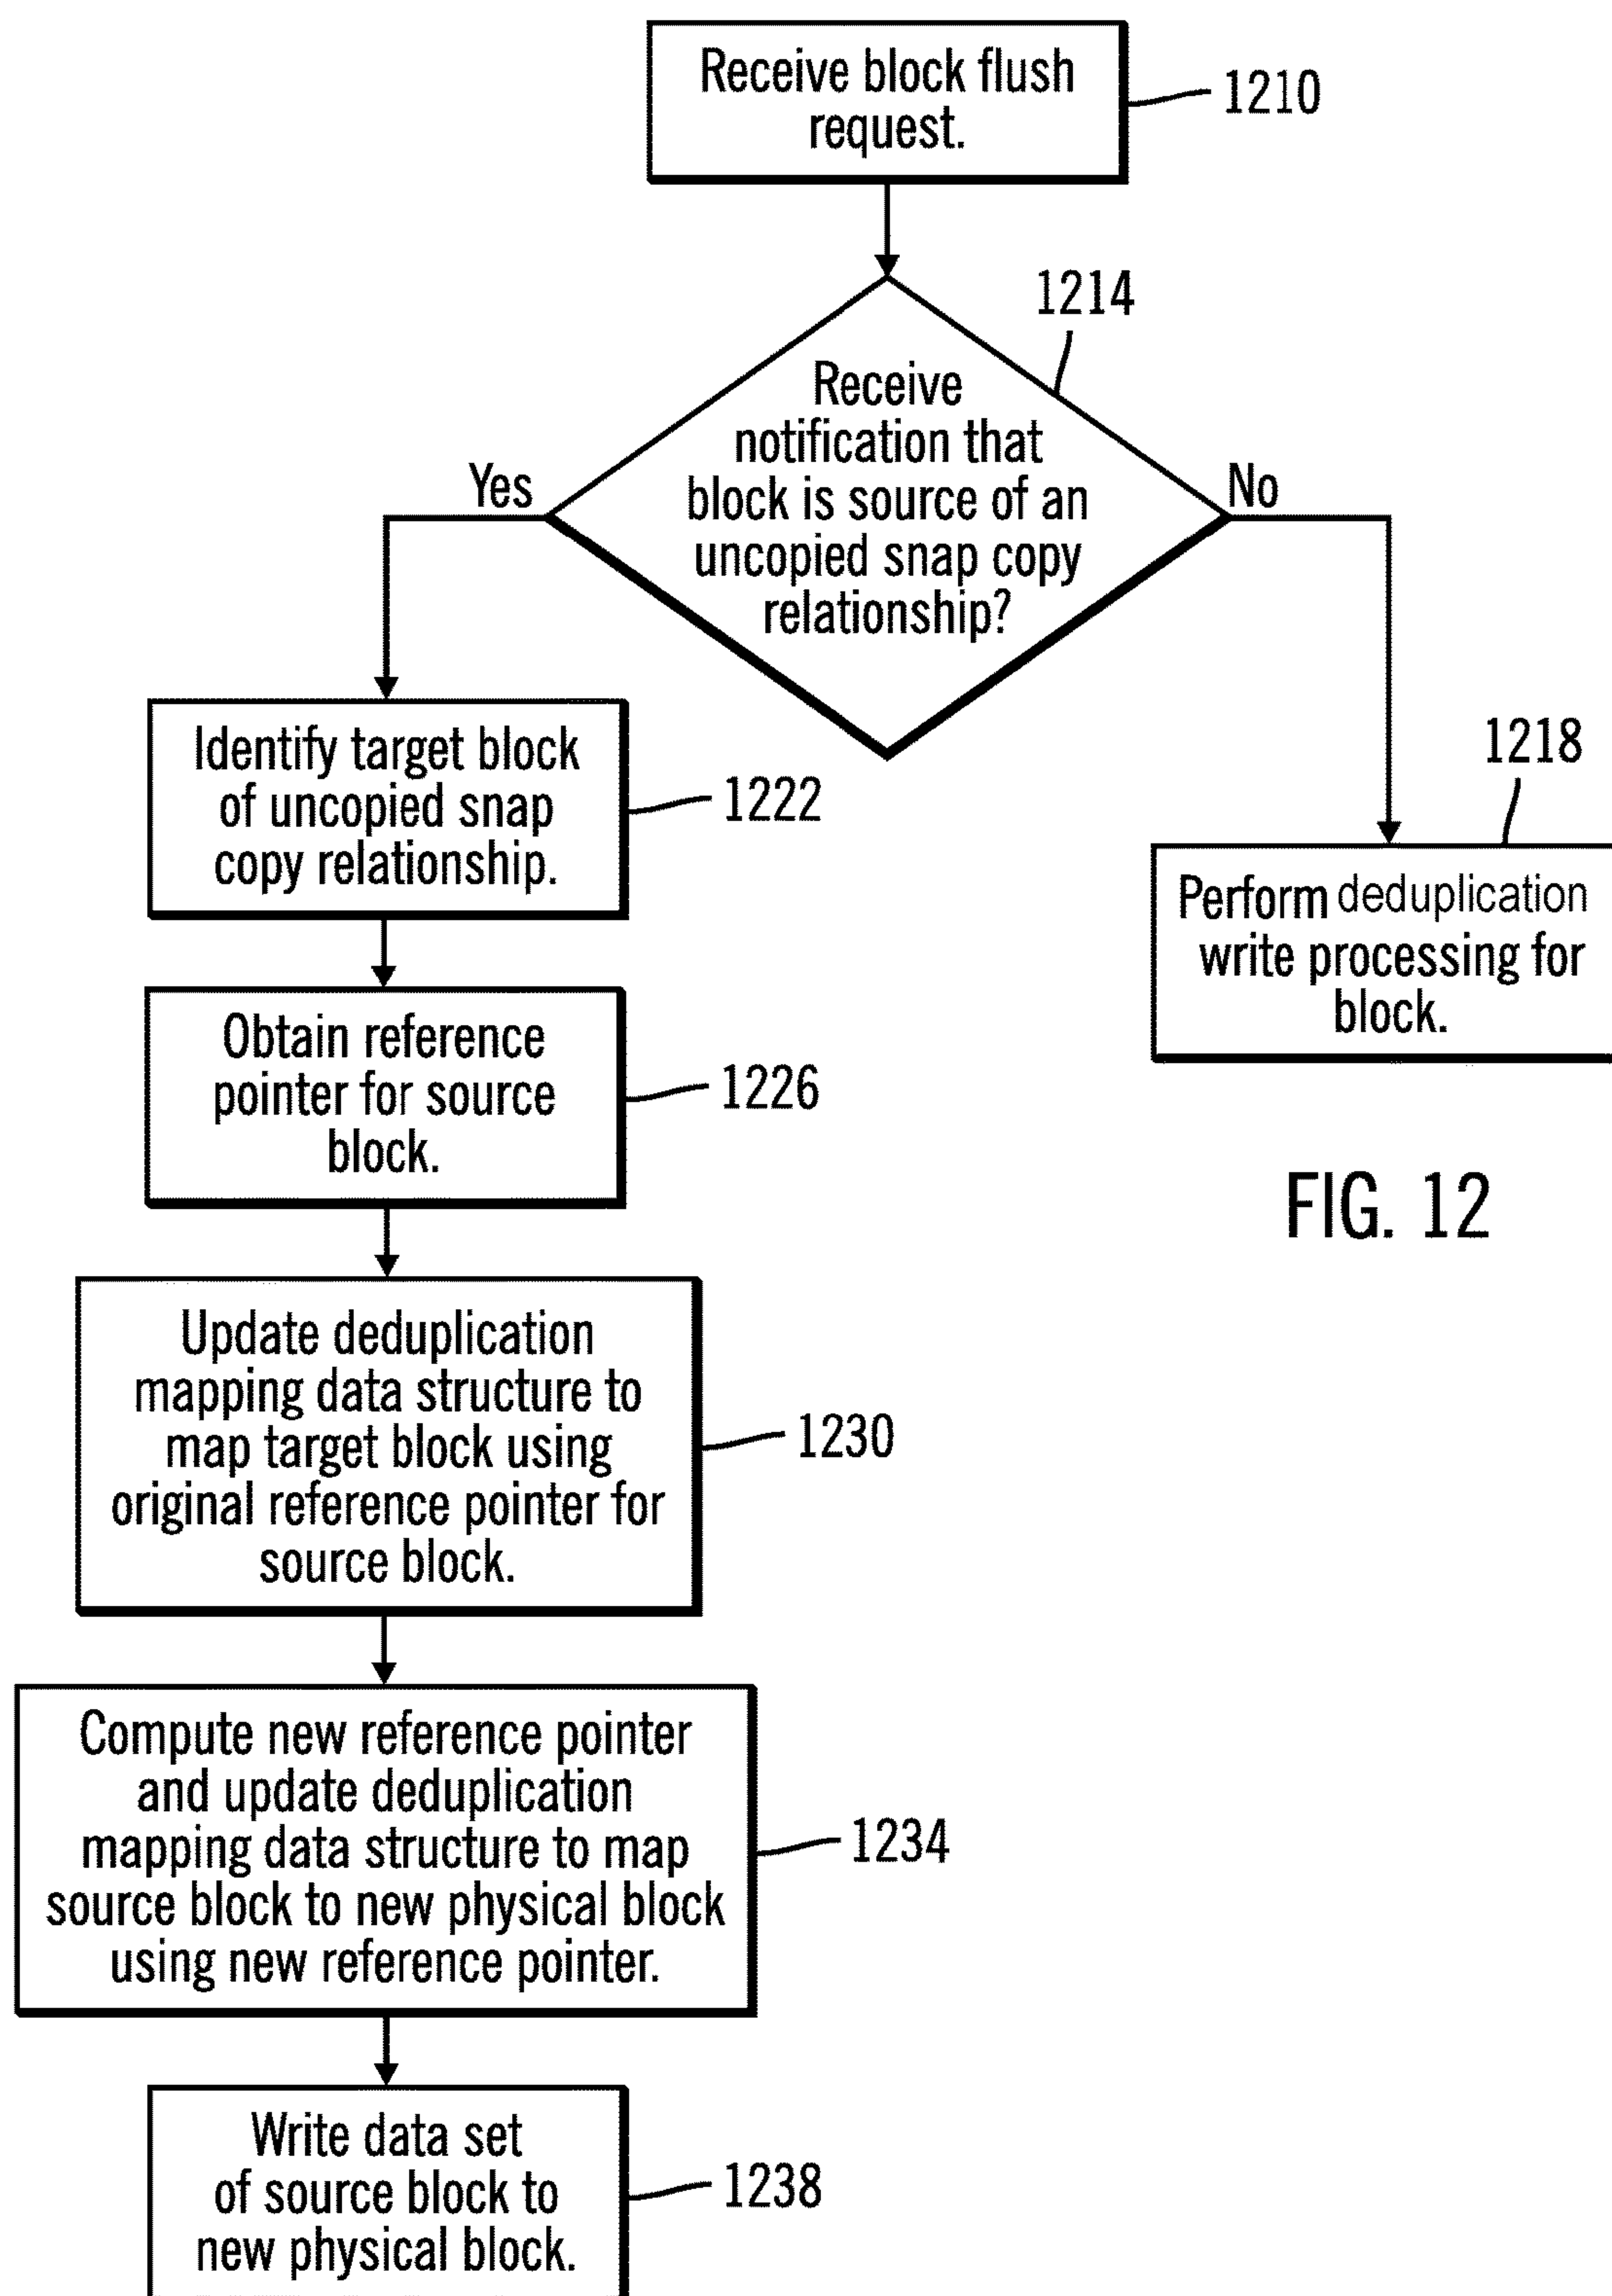 Receive block flush
request.
1210
1214
Receive
notification that
block is source of an
uncopied snap copy
relationship?
Yes
No
Identify target block
of uncopied snap
copy relationship.
1222
1218
Perform deduplication
write processing for
block.
Obtain reference
pointer for source
block.
1226
FIG. 12
Update deduplication
mapping data structure to
map target block using
original reference pointer for
source block.
1230
Compute new reference pointer
and update deduplication
mapping data structure to map
source block to new physical block
using new reference pointer.
1234
Write data set
of source block to
new physical block.
1238